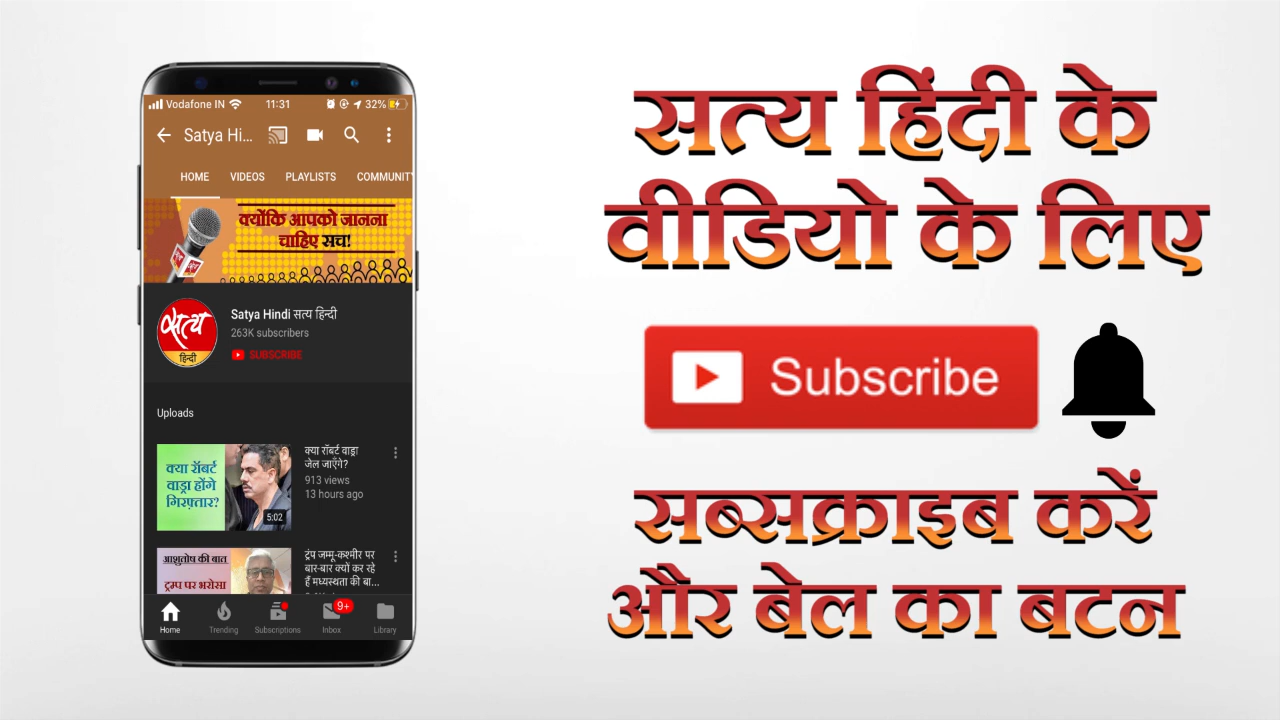 Vodafone IN 11:31 32%
Satya Hi...
HOME VIDEOS PLAYLISTS COMMUNIT
क्योंकि आपको जानना
चाहिए सच!
सत्य
हिन्दी
Satya Hindi सत्य हिन्दी
263K subscribers
SUBSCRIBE
Uploads
क्या रॉबर्ट
वाड्रा होंगे
गिरफ़्तार?
5:02
क्या रॉबर्ट वाड्रा
जेल जाएँगे?
913 views
13 hours ago
आशुतोष की बात
ट्रम्प पर भरोसा
ट्रंप जम्मू-कश्मीर पर
बार-बार क्यों कर रहे
हैं मध्यस्थता की बा...
9+
Home Trending Subscriptions Inbox Library
सत्य हिंदी के
वीडियो के लिए
Subscribe
सब्सक्राइब करें
और बेल का बटन